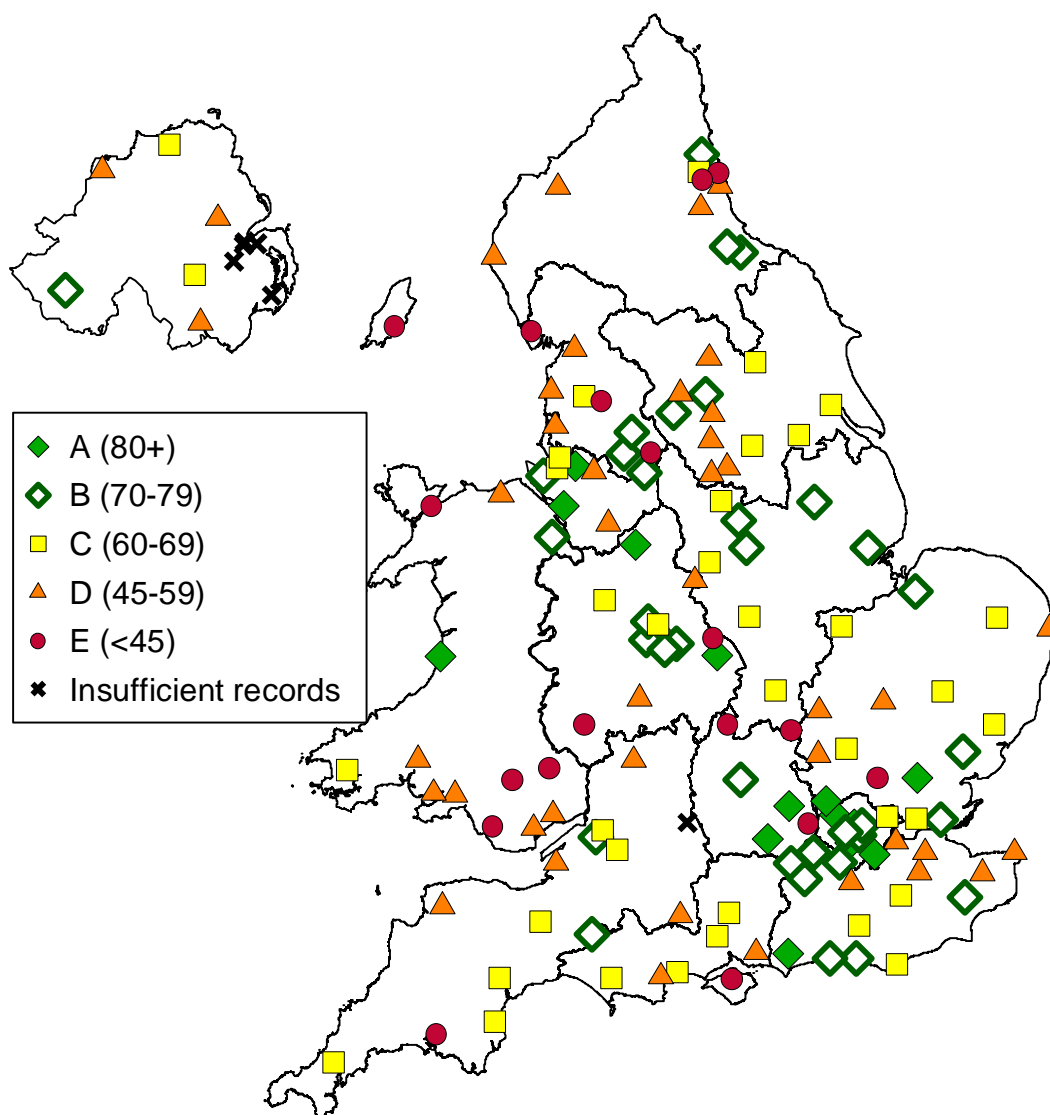 A (80+)
B (70-79)
C (60-69)
D (45-59)
E (<45)
Insufficient records